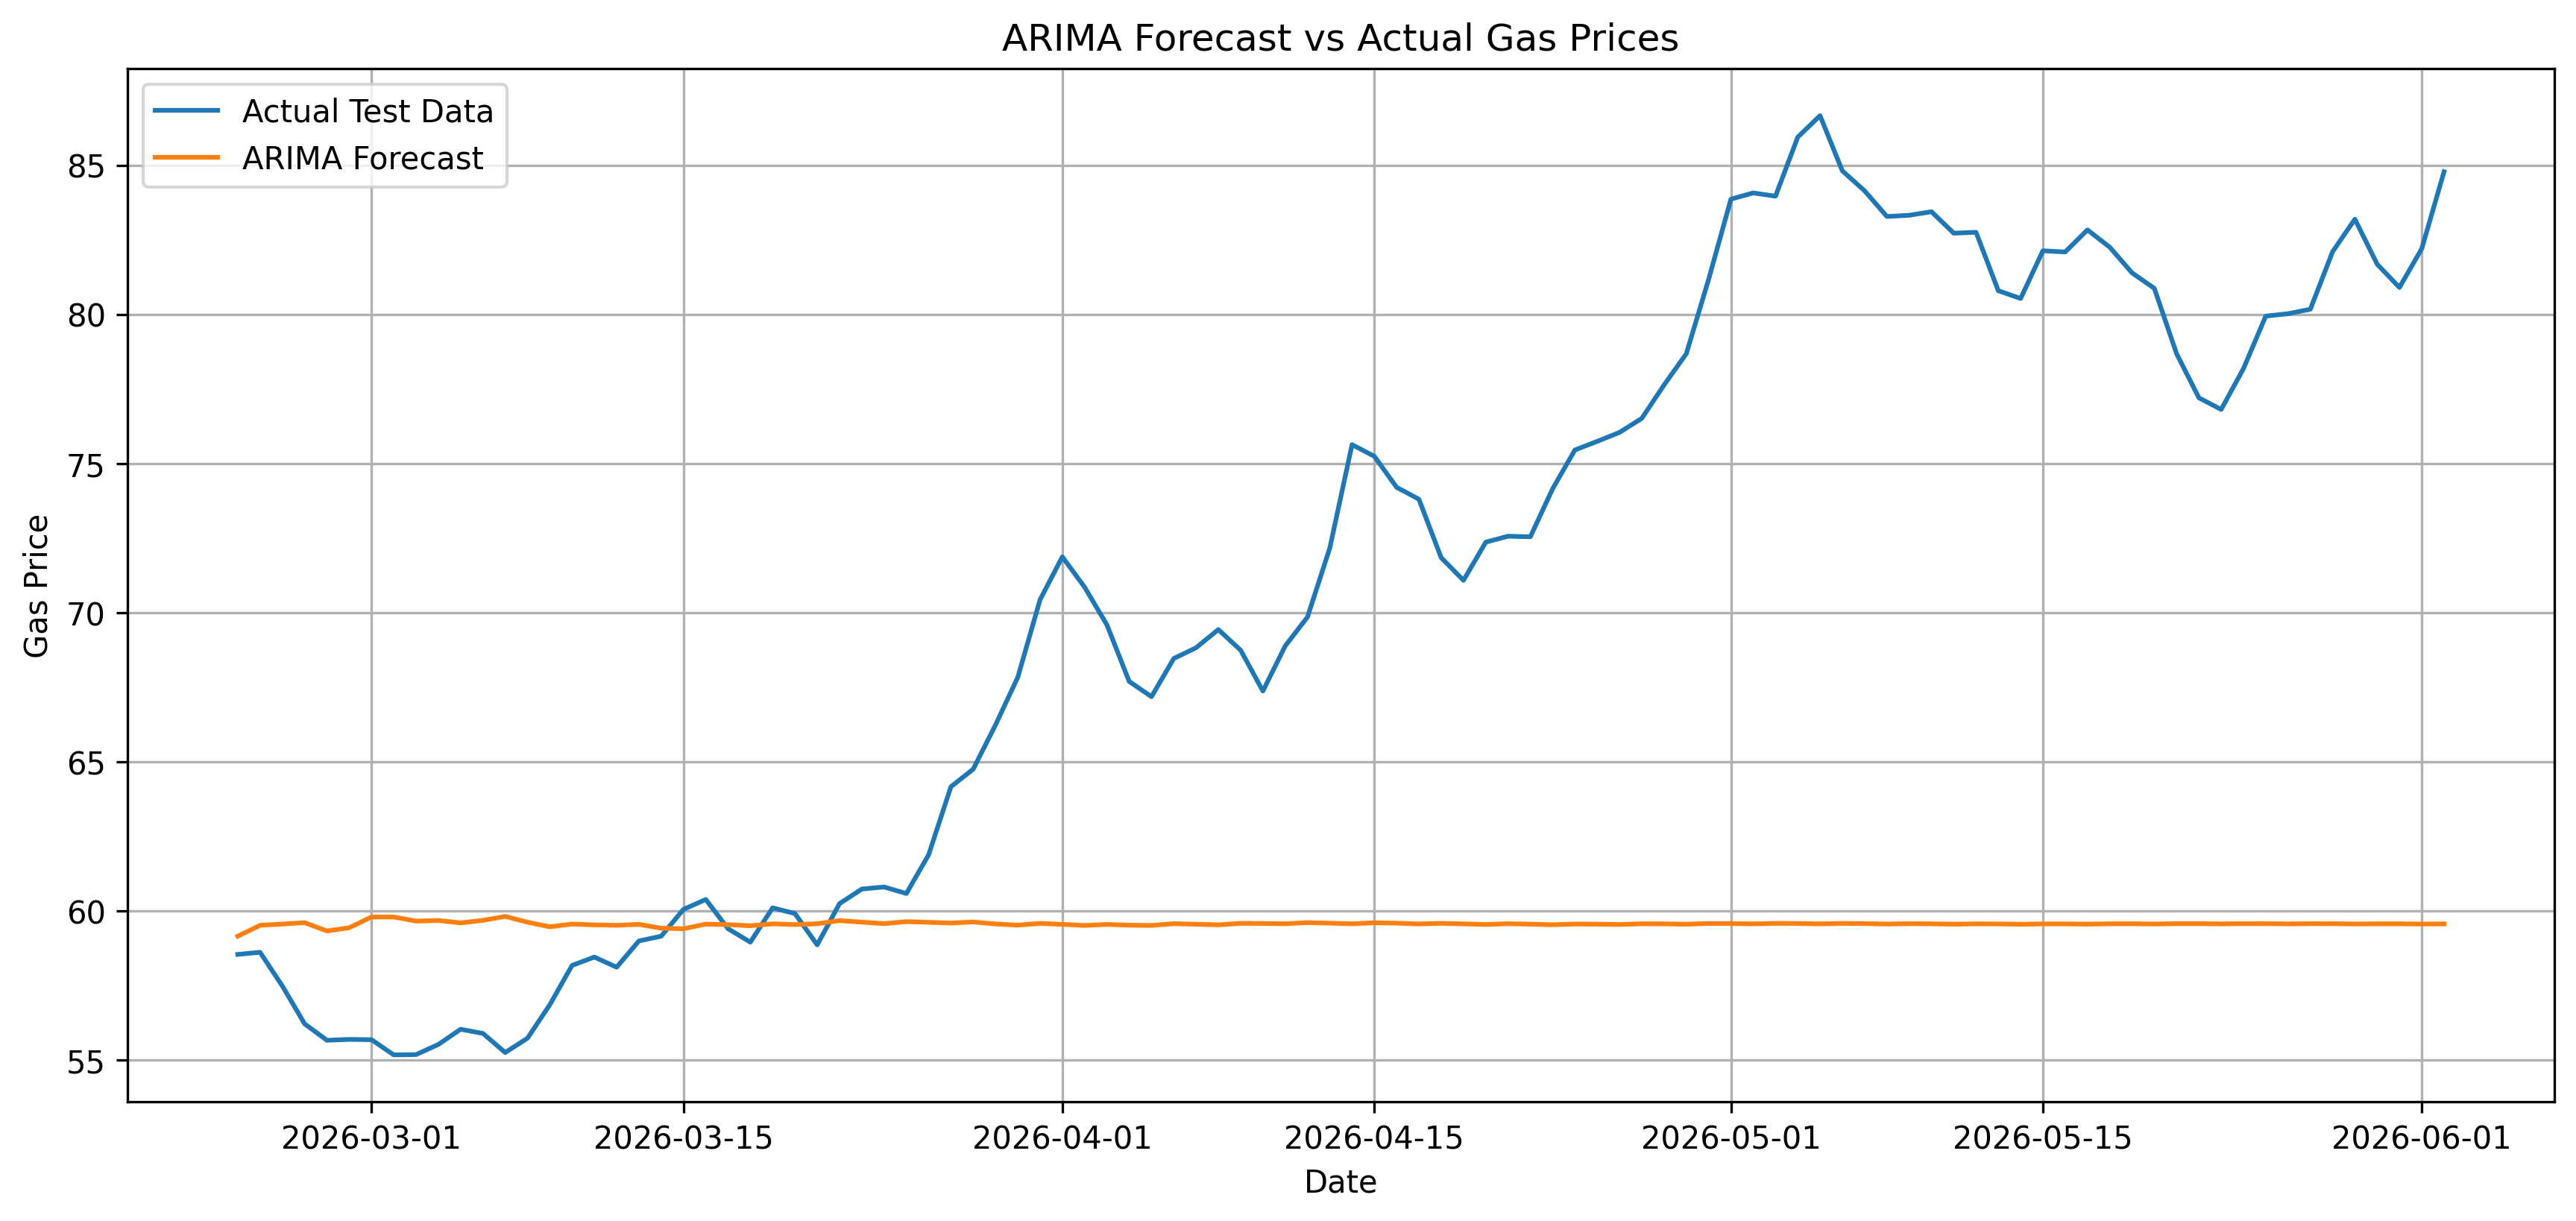 ARIMA Forecast vs Actual Gas Prices
Actual Test Data
ARIMA Forecast
Gas Price
85
80
75
70
65
60
55
2026-03-01
2026-03-15
2026-04-01
2026-04-15
2026-05-01
2026-05-15
2026-06-01
Date